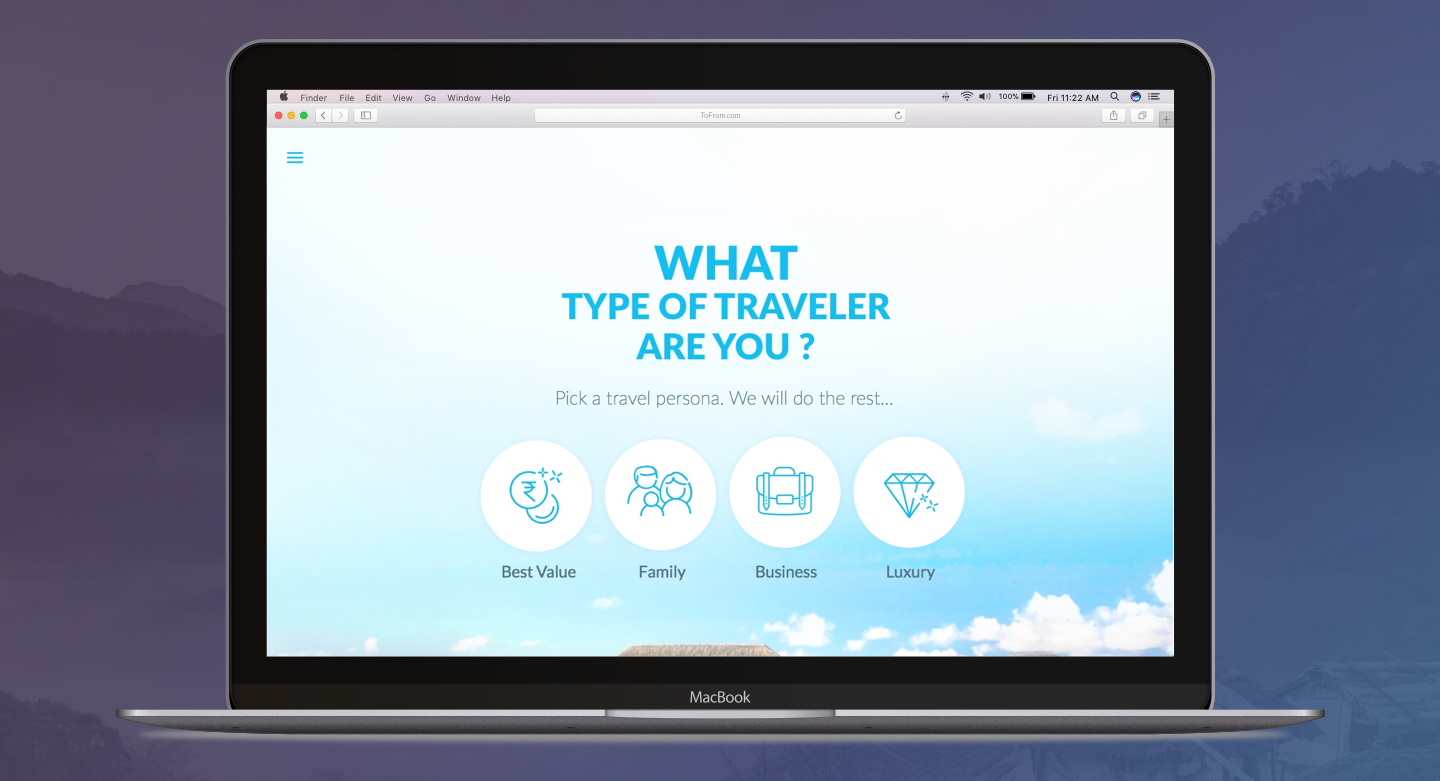 Finder File Edit View Go Window Help 100% Fri 11:22 AM
ToFrom.com
WHAT
TYPE OF TRAVELER
ARE YOU ?
Pick a travel persona. We will do the rest...
₹
Best Value Family Business Luxury
MacBook